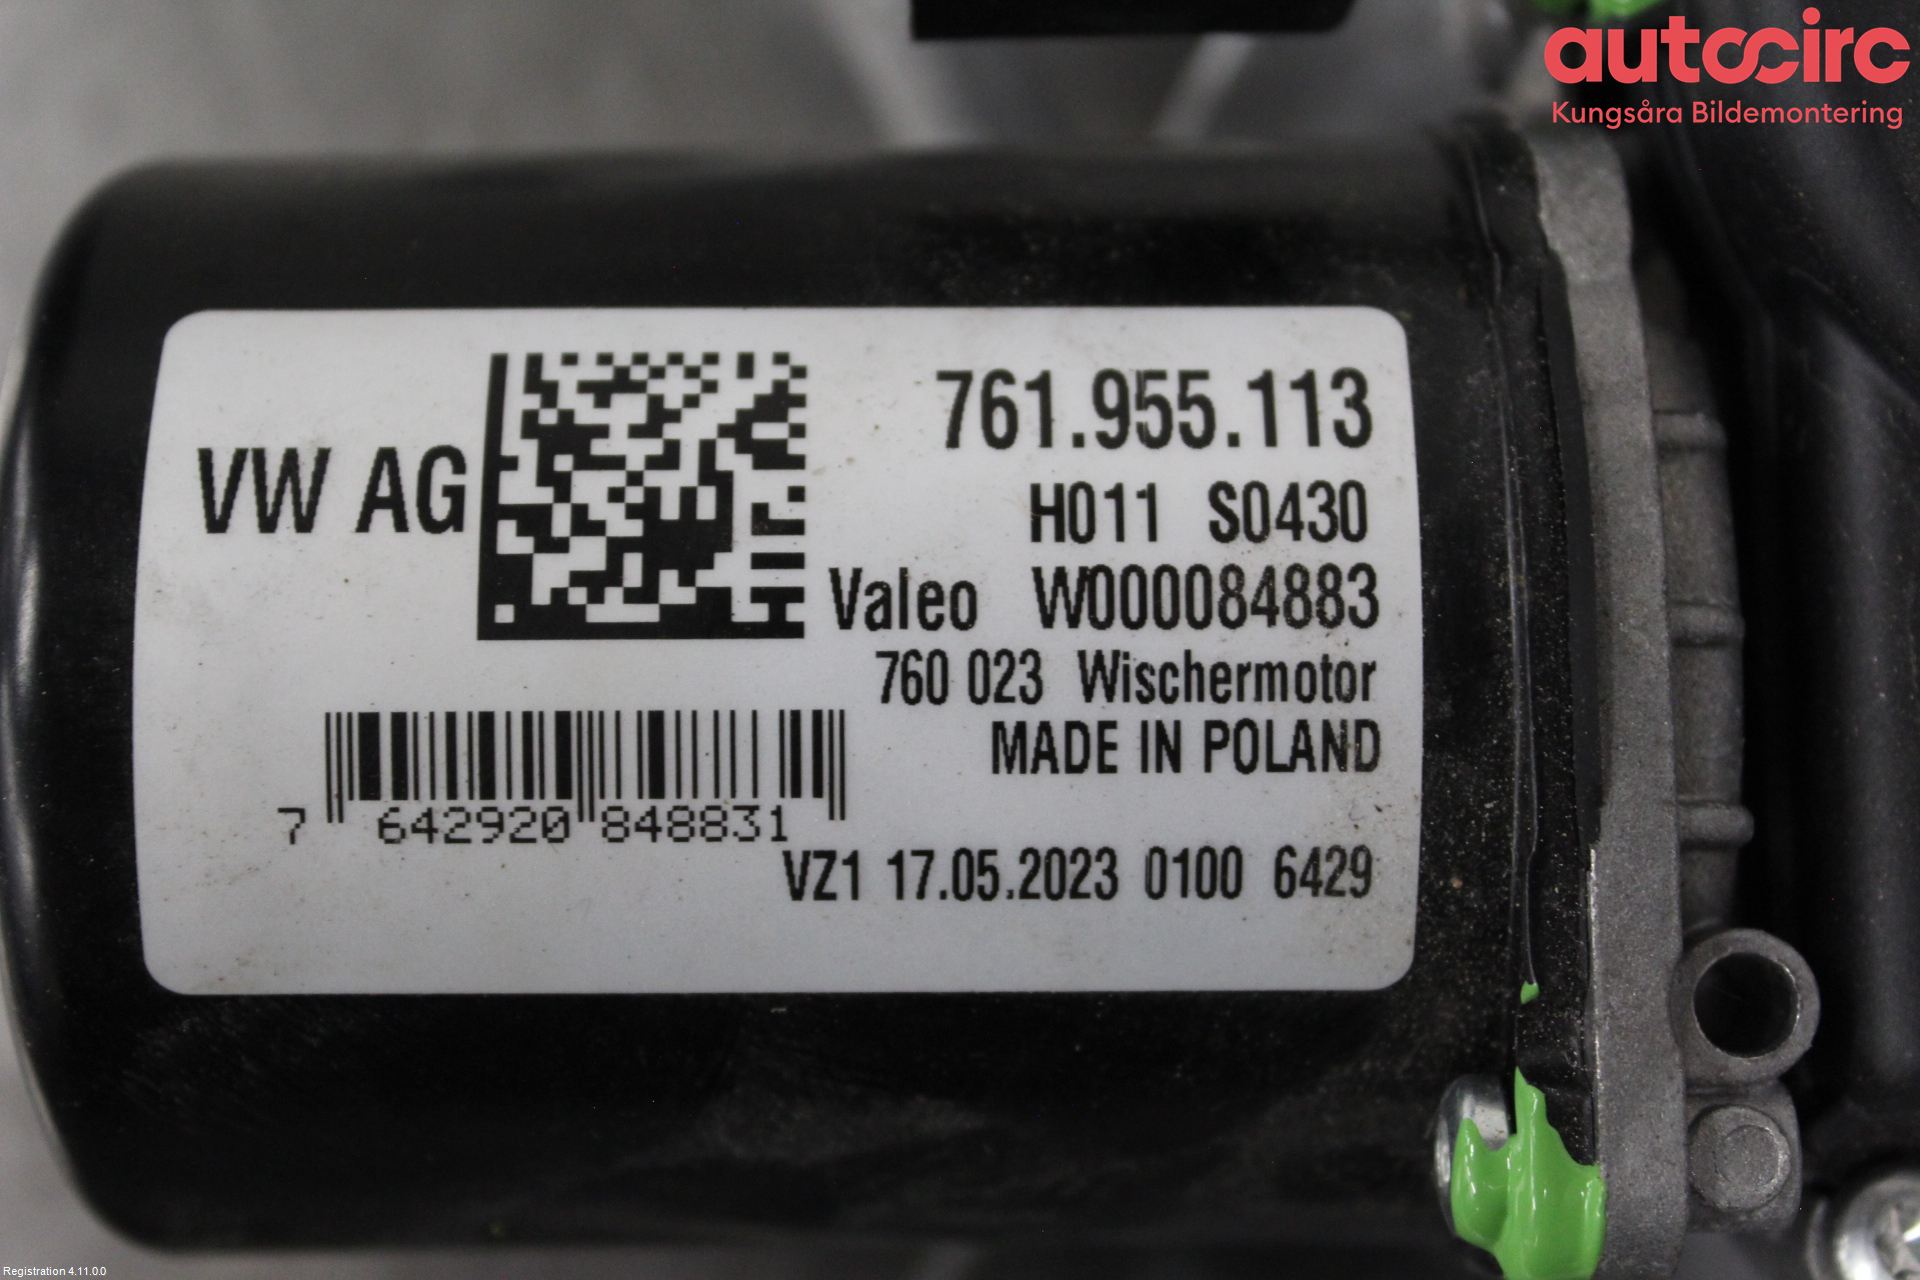 autocirc
Kungsåra Bildemontering
VW AG
761.955.113
H011 S0430
Valeo W000084883
760 023 Wischermotor
MADE IN POLAND
7 642920 848831
VZ1 17.05.2023 0100 6429
Registration 4.11.0.0